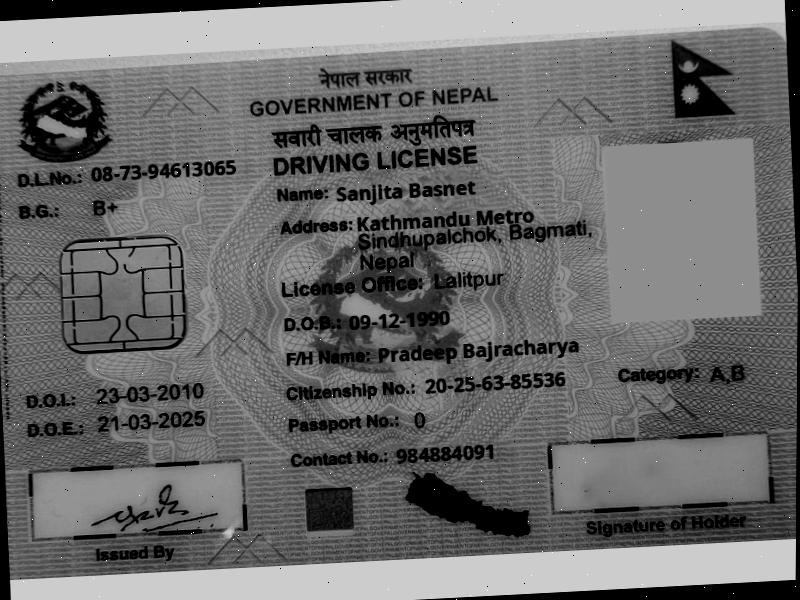 नेपाल सरकार
GOVERNMENT OF NEPAL
सवारी चालक अनुमतिपत्र
DRIVING LICENSE
D.L.No.: 08-73-94613065
B.G.: B+
Name: Sanjita Basnet
Address: Kathmandu Metro
Sindhupalchok, Bagmati,
Nepal
License Office: Lalitpur
D.O.B.: 09-12-1990
F/H Name: Pradeep Bajracharya
Citizenship No.: 20-25-63-85536
Category: A,B
D.O.I.: 23-03-2010
Passport No.: 0
D.O.E.: 21-03-2025
Contact No.: 984884091
Issued By
Signature of Holder